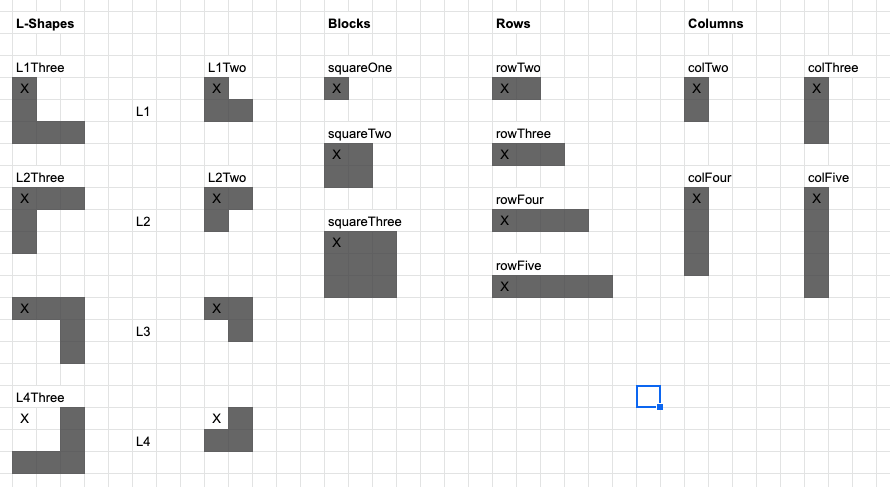 L-Shapes Blocks Rows Columns
L1Three L1Two squareOne rowTwo colTwo colThree
X X X X X X
L1
squareTwo rowThree
X X
L2Three L2Two colFour colFive
X X X X
rowFour
L2 squareThree X
X
rowFive
X
X X
L3
L4Three
X X
L4